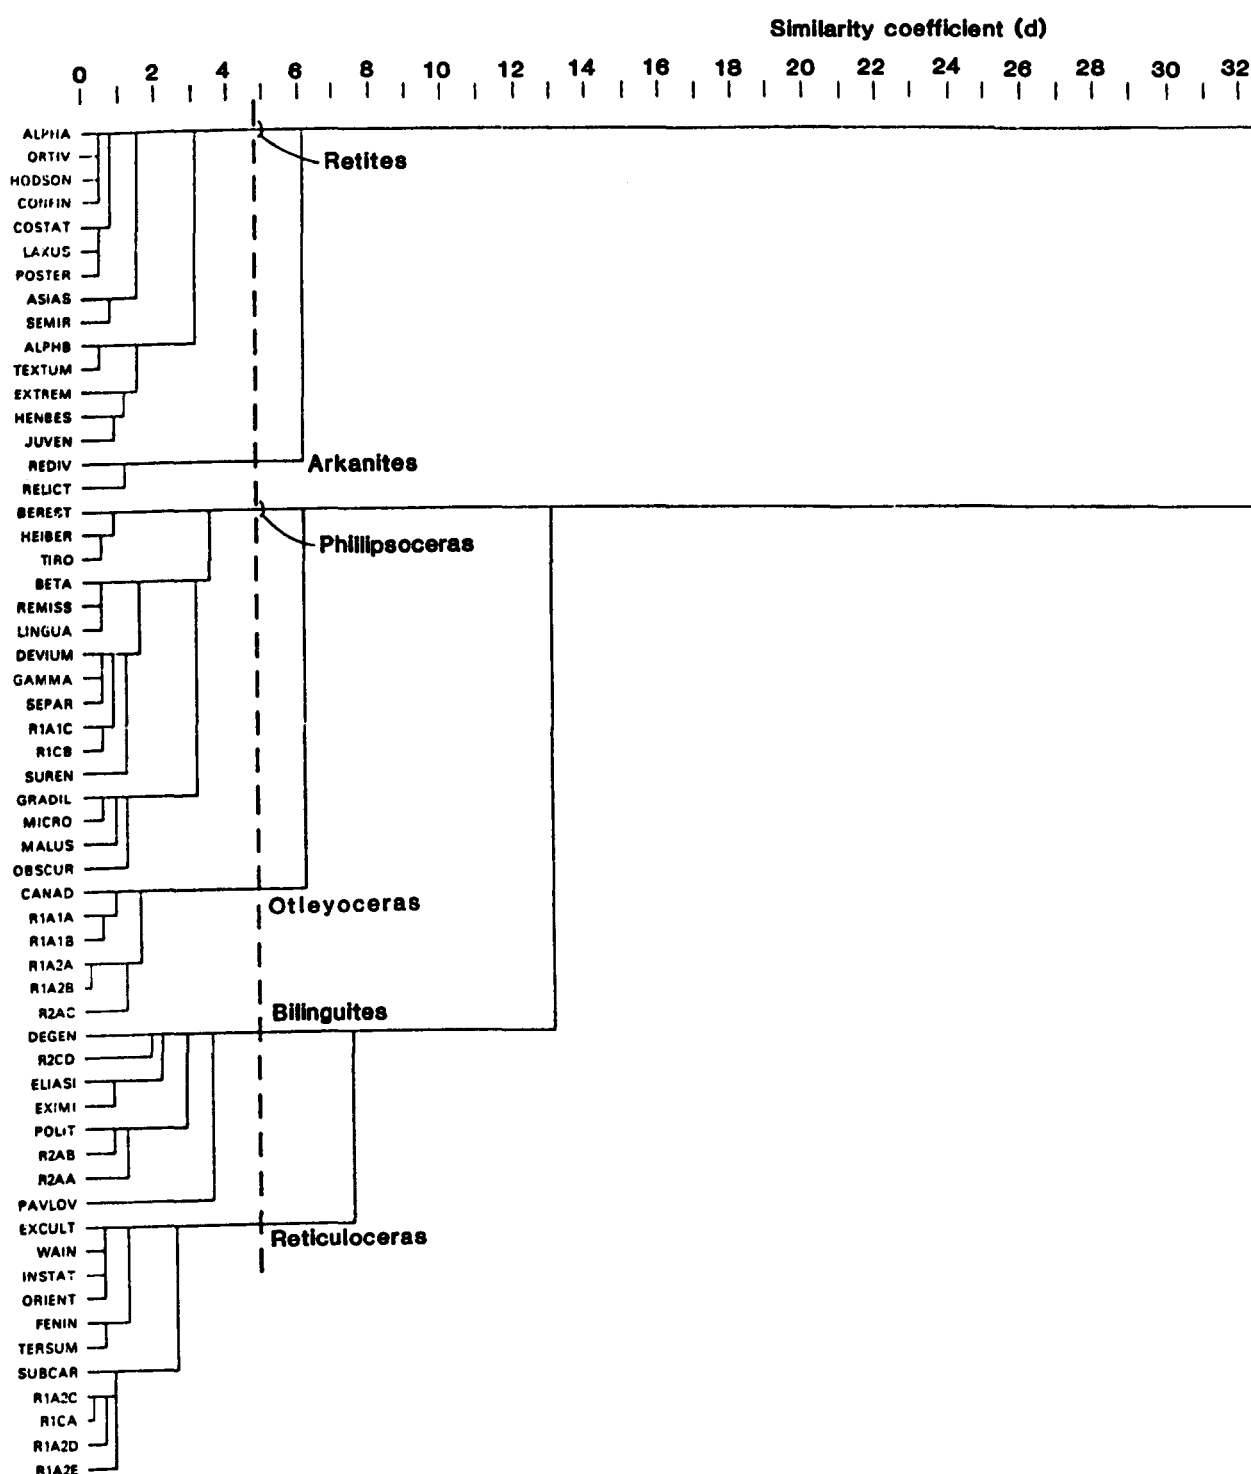 Similarity coefficient (d)
0 2 4 6 8 10 12 14 16 18 20 22 24 26 28 30 32
ALPHA
ORTIV
Retites
HODSON
CONFIN
COSTAT
LAXUS
POSTER
ASIAS
SEMIR
ALPHB
TEXTUM
EXTREM
HENBES
JUVEN
REDIV
Arkanites
RELICT
BEREST
HEIBER
Phillipsoceras
TIRO
BETA
REMISS
LINGUA
DEVIUM
GAMMA
SEPAR
R1A1C
R1CB
SUREN
GRADIL
MICRO
MALUS
OBSCUR
CANAD
Otleyoceras
R1A1A
R1A1B
R1A2A
R1A2B
R2AC
Bilinguites
DEGEN
R2CD
ELIASI
EXIMI
POLIT
R2AB
R2AA
PAVLOV
EXCULT
Reticuloceras
WAIN
INSTAT
ORIENT
FENIN
TERSUM
SUBCAR
R1A2C
R1CA
R1A2D
R1A2E